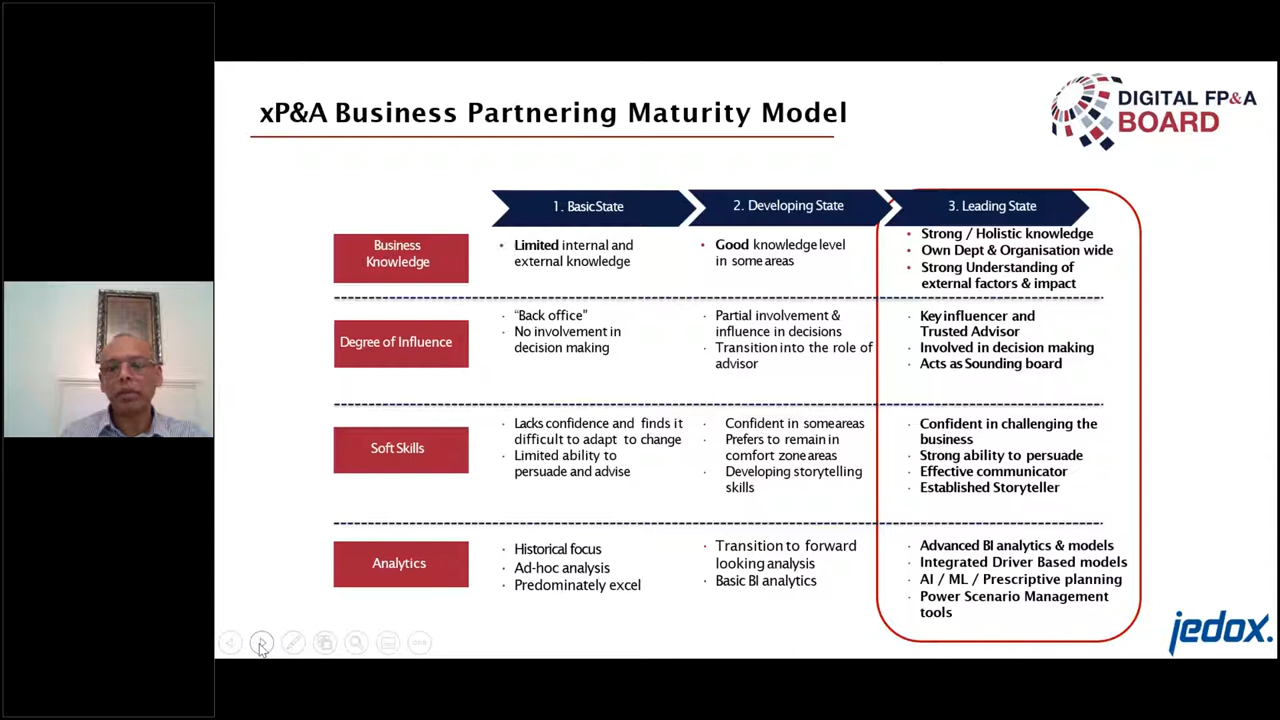 xP&A Business Partnering Maturity Model
DIGITAL FP&A
BOARD
1. Basic State
2. Developing State
3. Leading State
Business
Knowledge
• Limited internal and
external knowledge
• Good knowledge level
in some areas
• Strong / Holistic knowledge
• Own Dept & Organisation wide
• Strong Understanding of
external factors & impact
Degree of Influence
· "Back office"
· No involvement in
decision making
· Partial involvement &
influence in decisions
· Transition into the role of
advisor
· Key influencer and
Trusted Advisor
· Involved in decision making
· Acts as Sounding board
Soft Skills
· Lacks confidence and finds it
difficult to adapt to change
· Limited ability to
persuade and advise
· Confident in some areas
· Prefers to remain in
comfort zone areas
· Developing storytelling
skills
· Confident in challenging the
business
· Strong ability to persuade
· Effective communicator
· Established Storyteller
Analytics
· Historical focus
· Ad-hoc analysis
· Predominately excel
· Transition to forward
looking analysis
· Basic BI analytics
· Advanced BI analytics & models
· Integrated Driver Based models
· AI / ML / Prescriptive planning
· Power Scenario Management
tools
jedox.